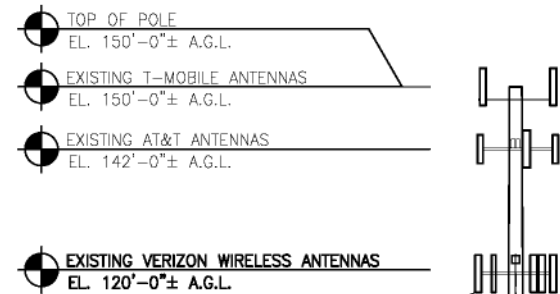 TOP OF POLE
EL. 150'-0"± A.G.L.
EXISTING T-MOBILE ANTENNAS
EL. 150'-0"± A.G.L.
EXISTING AT&T ANTENNAS
EL. 142'-0"± A.G.L.
EXISTING VERIZON WIRELESS ANTENNAS
EL. 120'-0"± A.G.L.